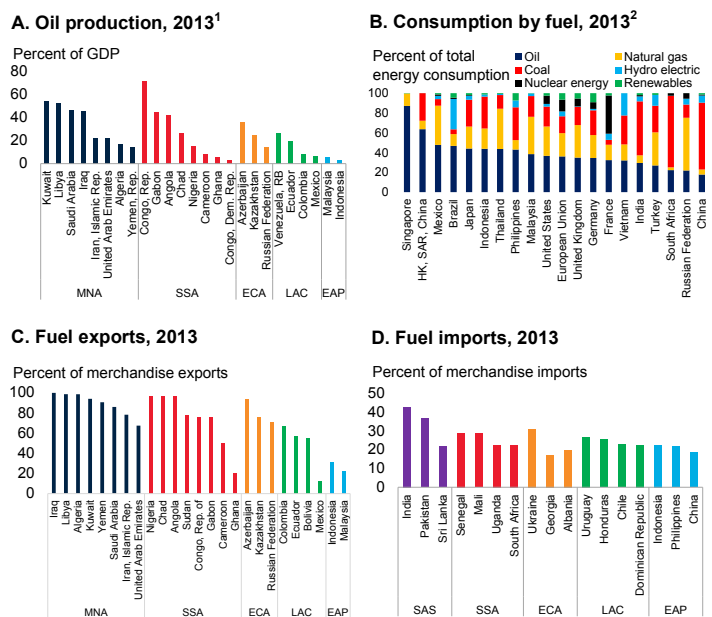 A. Oil production, 2013¹
Percent of GDP
80
60
40
20
0
Kuwait
Libya
Saudi Arabia
Iraq
Iran, Islamic Rep.
United Arab Emirates
Algeria
Yemen, Rep.
Congo, Rep.
Gabon
Angola
Chad
Nigeria
Cameroon
Ghana
Congo, Dem. Rep.
Azerbaijan
Kazakhstan
Russian Federation
Venezuela, RB
Ecuador
Colombia
Mexico
Malaysia
Indonesia
MNA SSA ECA LAC EAP
B. Consumption by fuel, 2013²
Percent of total
energy consumption
Oil
Natural gas
Coal
Hydro electric
Nuclear energy
Renewables
100
80
60
40
20
0
Singapore
HK, SAR, China
Mexico
Brazil
Japan
Indonesia
Thailand
Philippines
Malaysia
United States
European Union
United Kingdom
Germany
France
Vietnam
India
Turkey
South Africa
Russian Federation
China
C. Fuel exports, 2013
Percent of merchandise exports
100
80
60
40
20
0
Iraq
Libya
Algeria
Kuwait
Yemen
Saudi Arabia
Iran, Islamic Rep.
United Arab Emirates
Nigeria
Chad
Angola
Sudan
Congo, Rep. of
Gabon
Cameroon
Ghana
Azerbaijan
Kazakhstan
Russian Federation
Colombia
Ecuador
Bolivia
Mexico
Indonesia
Malaysia
MNA SSA ECA LAC EAP
D. Fuel imports, 2013
Percent of merchandise imports
50
40
30
20
10
0
India
Pakistan
Sri Lanka
Senegal
Mali
Uganda
South Africa
Ukraine
Georgia
Albania
Uruguay
Honduras
Chile
Dominican Republic
Indonesia
Philippines
China
SAS SSA ECA LAC EAP